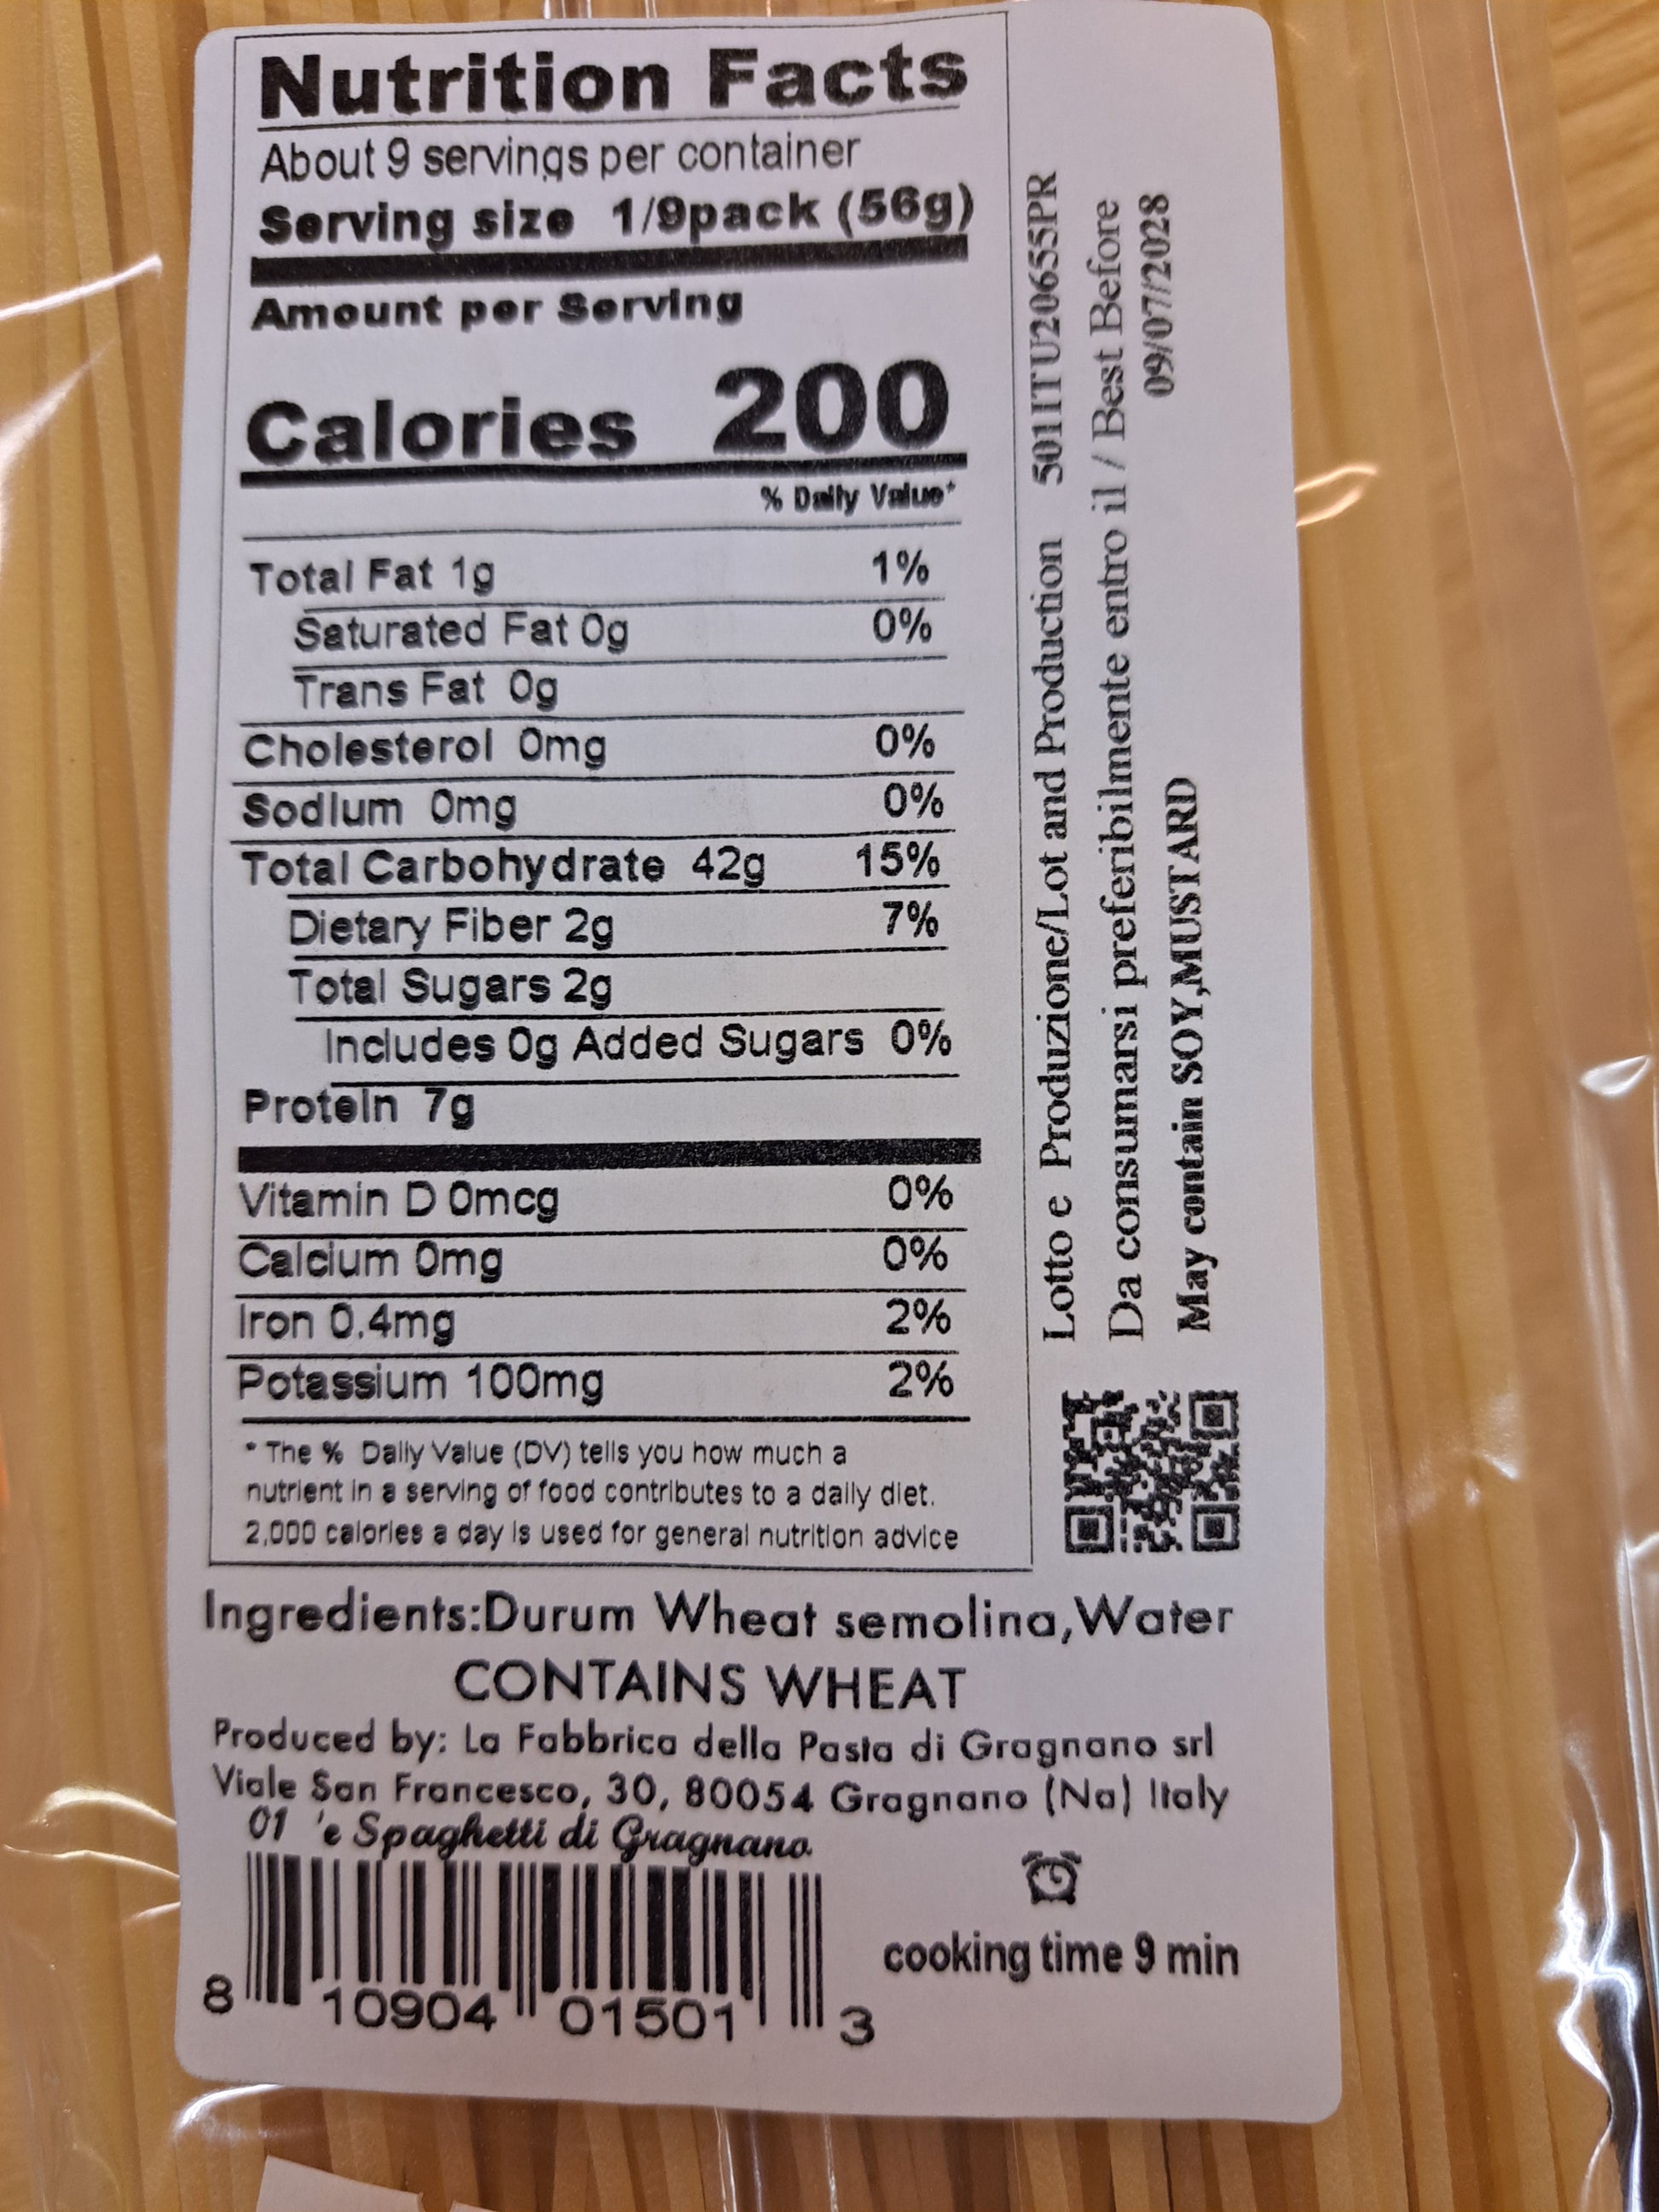 Nutrition Facts
About 9 servings per container
Serving size 1/9pack (56g)
Amount per Serving
Calories 200
% Daily Value*
Total Fat 1g 1%
Saturated Fat 0g 0%
Trans Fat 0g
Cholesterol 0mg 0%
Sodium 0mg 0%
Total Carbohydrate 42g 15%
Dietary Fiber 2g 7%
Total Sugars 2g
Includes 0g Added Sugars 0%
Protein 7g
Vitamin D 0mcg 0%
Calcium 0mg 0%
Iron 0.4mg 2%
Potassium 100mg 2%
* The % Daily Value (DV) tells you how much a
nutrient in a serving of food contributes to a daily diet.
2,000 calories a day is used for general nutrition advice
Lotto e Produzione/Lot and Production 501ITU20655PR
Da consumarsi preferibilmente entro il / Best Before
09/07/2028
May contain SOY,MUSTARD
Ingredients:Durum Wheat semolina,Water
CONTAINS WHEAT
Produced by: La Fabbrica della Pasta di Gragnano srl
Viale San Francesco, 30, 80054 Gragnano (Na) Italy
01 'e Spaghetti di Gragnano
cooking time 9 min
8 10904 01501 3